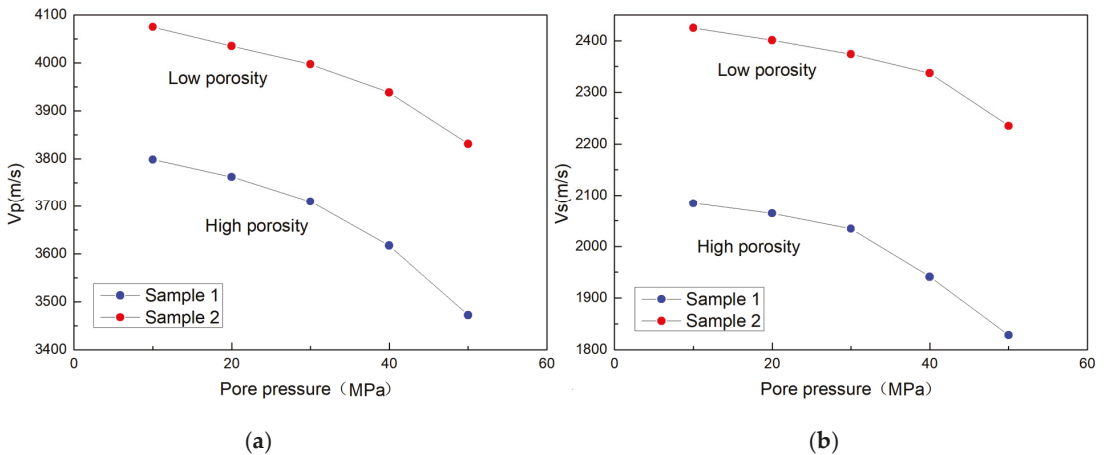 4100
4000
3900
3800
3700
3600
3500
3400
Vp(m/s)
Low porosity
High porosity
Sample 1
Sample 2
0
20
40
60
Pore pressure（MPa）
(a)
2400
2300
2200
2100
2000
1900
1800
Vs(m/s)
Low porosity
High porosity
Sample 1
Sample 2
0
20
40
60
Pore pressure（MPa）
(b)